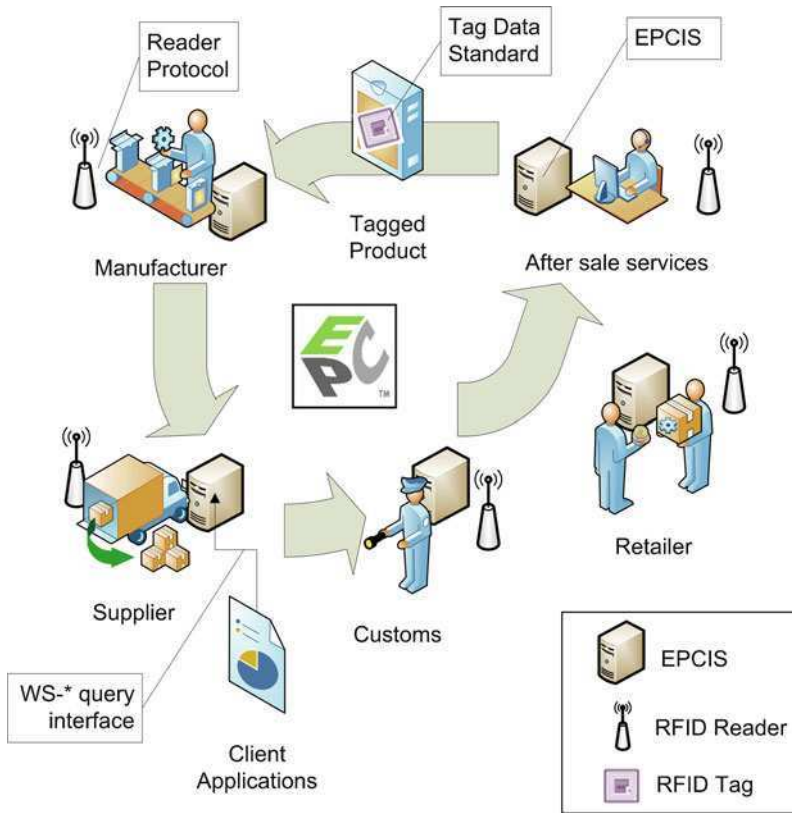 Reader
Protocol
Tag Data
Standard
EPCIS
Manufacturer
Tagged
Product
After sale services
EPC
TM
Supplier
Customs
Retailer
WS-* query
interface
Client
Applications
EPCIS
RFID Reader
RFID Tag